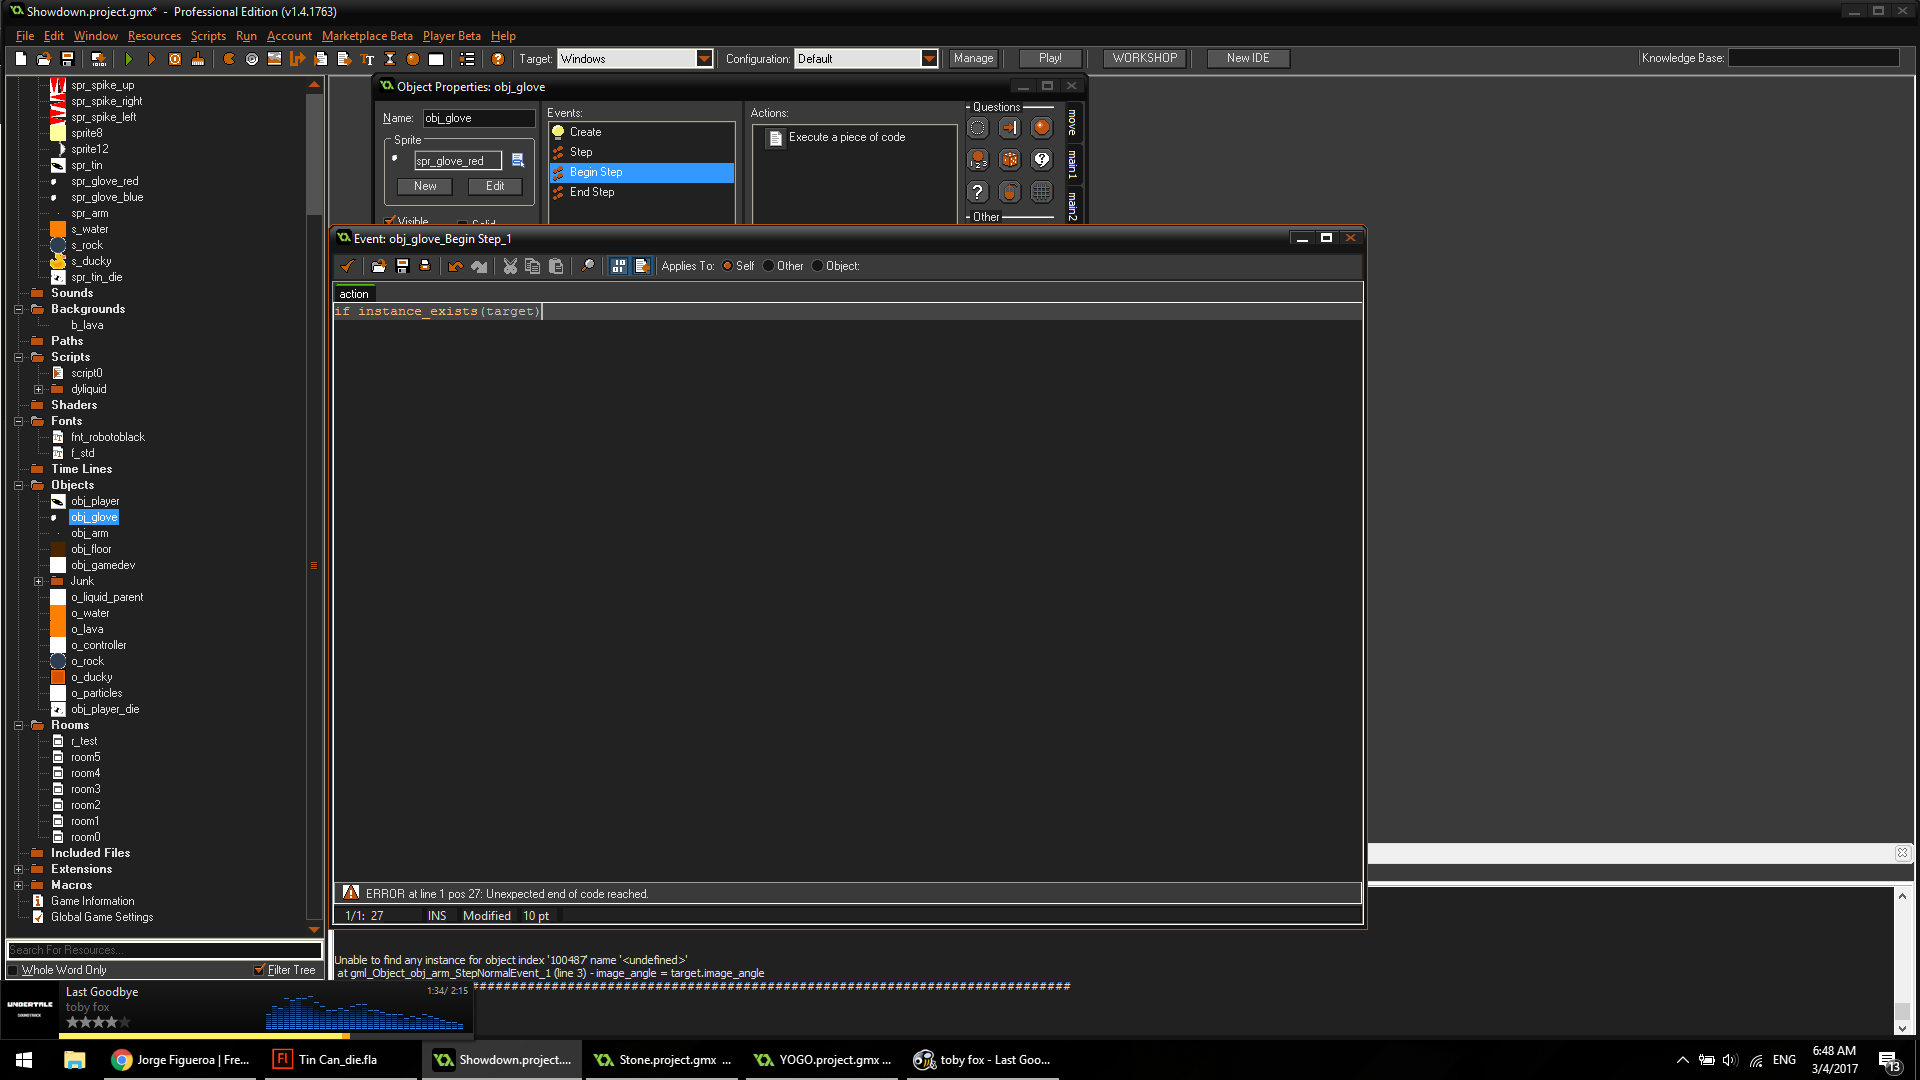 Showdown.project.gmx* - Professional Edition (v1.4.1763)
File Edit Window Resources Scripts Run Account Marketplace Beta Player Beta Help
Target: Windows Configuration: Default Manage Play! WORKSHOP New IDE Knowledge Base:
spr_spike_up
spr_spike_right
spr_spike_left
sprite8
sprite12
spr_tin
spr_glove_red
spr_glove_blue
spr_arm
s_water
s_rock
s_ducky
spr_tin_die
Sounds
Backgrounds
b_lava
Paths
Scripts
script0
dyliquid
Shaders
Fonts
fnt_robotoblack
f_std
Time Lines
Objects
obj_player
obj_glove
obj_arm
obj_floor
obj_gamedev
Junk
o_liquid_parent
o_water
o_lava
o_controller
o_rock
o_ducky
o_particles
obj_player_die
Rooms
r_test
room5
room4
room3
room2
room1
room0
Included Files
Extensions
Macros
Game Information
Global Game Settings
Search For Resources...
Whole Word Only Filter Tree
Object Properties: obj_glove
Name: obj_glove
Sprite
spr_glove_red
New Edit
Visible Solid
Events:
Create
Step
Begin Step
End Step
Actions:
Execute a piece of code
Questions
Other
move
main1
main2
Event: obj_glove_Begin Step_1
Applies To: Self Other Object:
action
if instance_exists(target)
ERROR at line 1 pos 27: Unexpected end of code reached.
1/1: 27 INS Modified 10 pt
Unable to find any instance for object index '100487' name '<undefined>'
at gml_Object_obj_arm_StepNormalEvent_1 (line 3) - image_angle = target.image_angle
UNDERTALE
SOUNDTRACK
Last Goodbye
toby fox
1:34/ 2:15
Jorge Figueroa | Fre...
Tin Can_die.fla
Showdown.project....
Stone.project.gmx ...
YOGO.project.gmx ...
toby fox - Last Goo...
ENG
6:48 AM
3/4/2017
13